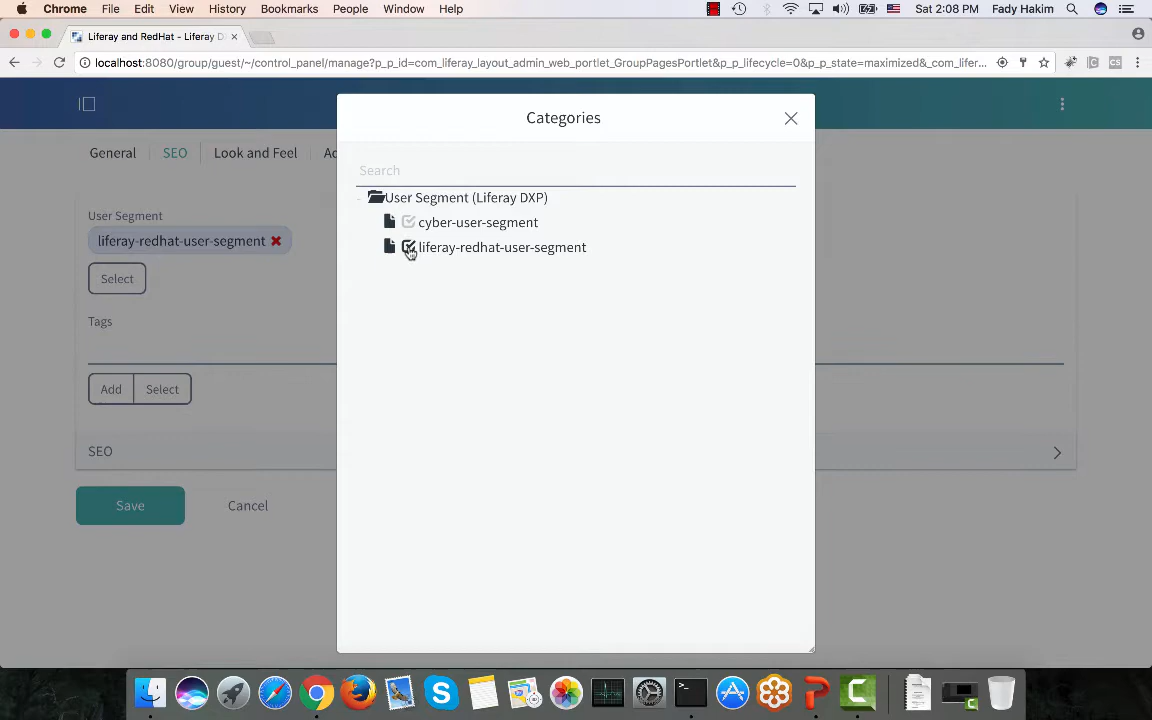 Chrome File Edit View History Bookmarks People Window Help Sat 2:08 PM Fady Hakim
Liferay and RedHat - Liferay D
localhost:8080/group/guest/~/control_panel/manage?p_p_id=com_liferay_layout_admin_web_portlet_GroupPagesPortlet&p_p_lifecycle=0&p_p_state=maximized&_com_lifer...
Categories
General SEO Look and Feel Ad
Search
User Segment (Liferay DXP)
User Segment
cyber-user-segment
liferay-redhat-user-segment
liferay-redhat-user-segment
Select
Tags
Add Select
SEO
Save Cancel